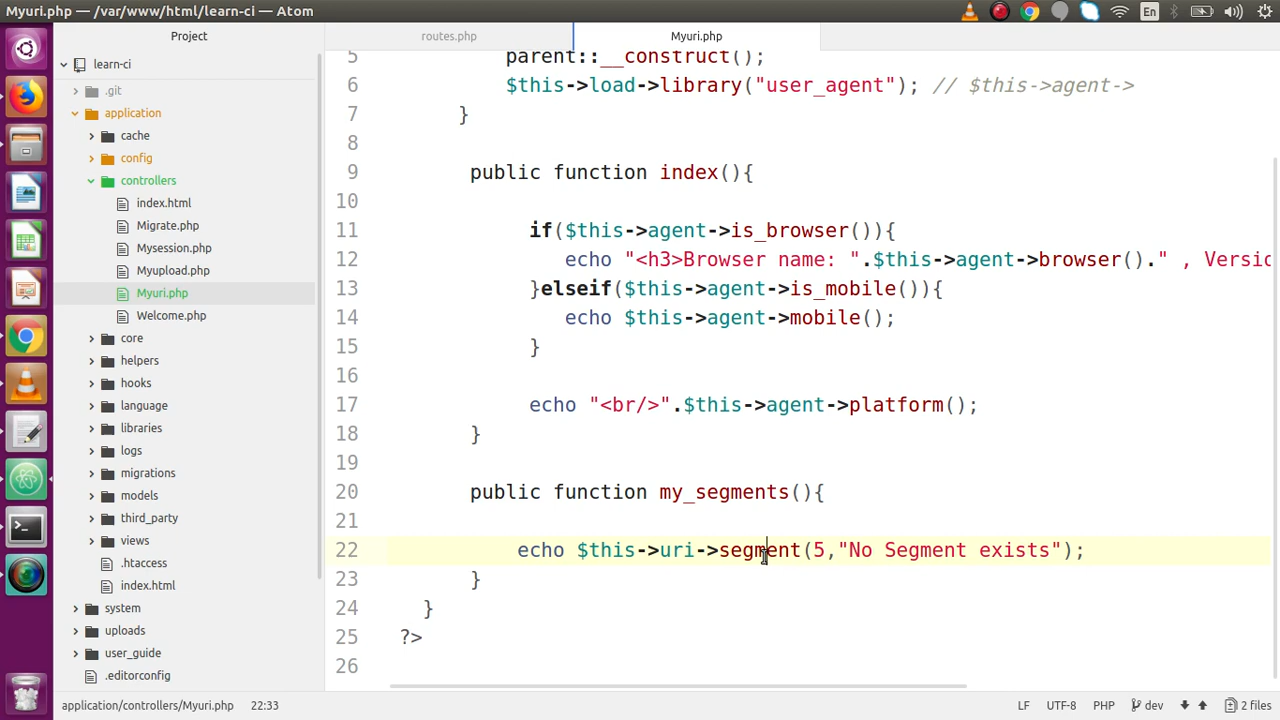 Myuri.php — /var/www/html/learn-ci — Atom
En
Project
routes.php
Myuri.php
learn-ci
.git
application
cache
config
controllers
index.html
Migrate.php
Mysession.php
Myupload.php
Myuri.php
Welcome.php
core
helpers
hooks
language
libraries
logs
migrations
models
third_party
views
.htaccess
index.html
system
uploads
user_guide
.editorconfig
5 parent::__construct();
6 $this->load->library("user_agent"); // $this->agent->
7 }
8
9 public function index(){
10
11 if($this->agent->is_browser()){
12 echo "<h3>Browser name: ".$this->agent->browser()." , Versio
13 }elseif($this->agent->is_mobile()){
14 echo $this->agent->mobile();
15 }
16
17 echo "<br/>".$this->agent->platform();
18 }
19
20 public function my_segments(){
21
22 echo $this->uri->segment(5,"No Segment exists");
23 }
24 }
25 ?>
26
application/controllers/Myuri.php 22:33 LF UTF-8 PHP dev 2 files